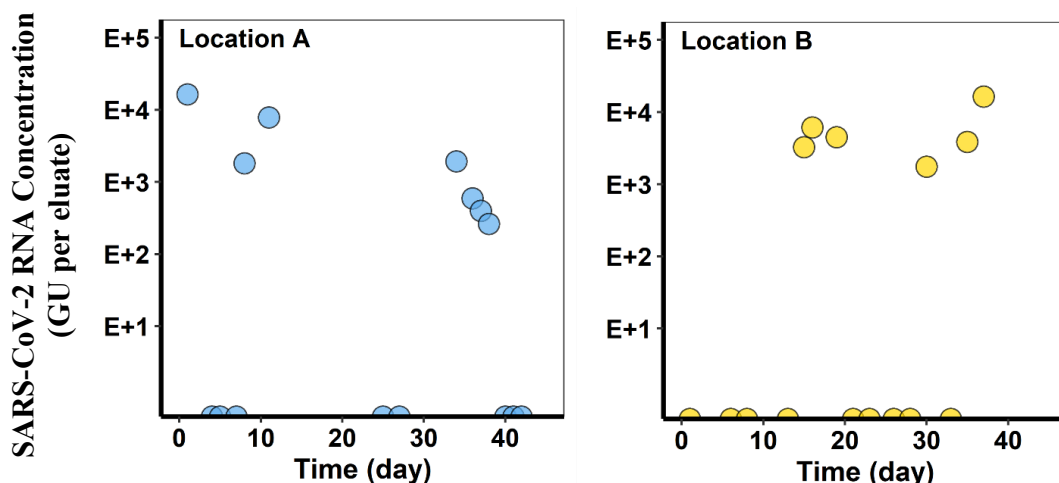 SARS-CoV-2 RNA Concentration
(GU per eluate)
Location A
E+5
E+4
E+3
E+2
E+1
0 10 20 30 40
Time (day)
Location B
E+5
E+4
E+3
E+2
E+1
0 10 20 30 40
Time (day)